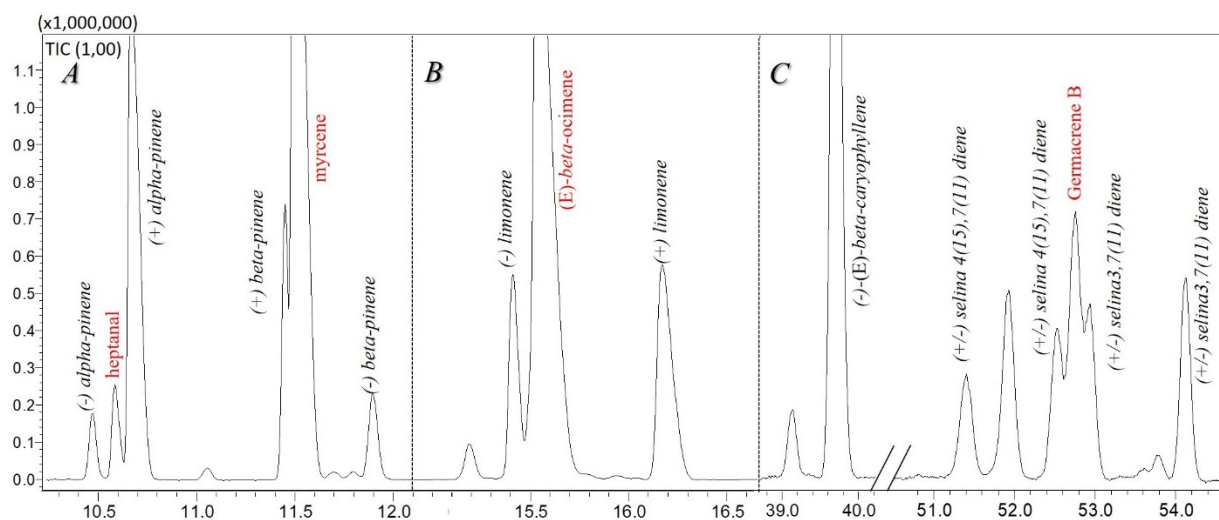 (x1,000,000)
TIC (1,00)
A
B
C
1.1
1.0
0.9
0.8
0.7
0.6
0.5
0.4
0.3
0.2
0.1
0.0
(-) alpha-pinene
heptanal
(+) alpha-pinene
(+) beta-pinene
myrcene
(-) beta-pinene
(-) limonene
(E)-beta-ocimene
(+) limonene
(-)-(E)-beta-caryophyllene
(+/-) selina 4(15),7(11) diene
(+/-) selina 4(15),7(11) diene
Germacrene B
(+/-) selina3,7(11) diene
(+/-) selina3,7(11) diene
10.5 11.0 11.5 12.0 15.5 16.0 16.5 39.0 40.0 51.0 52.0 53.0 54.0